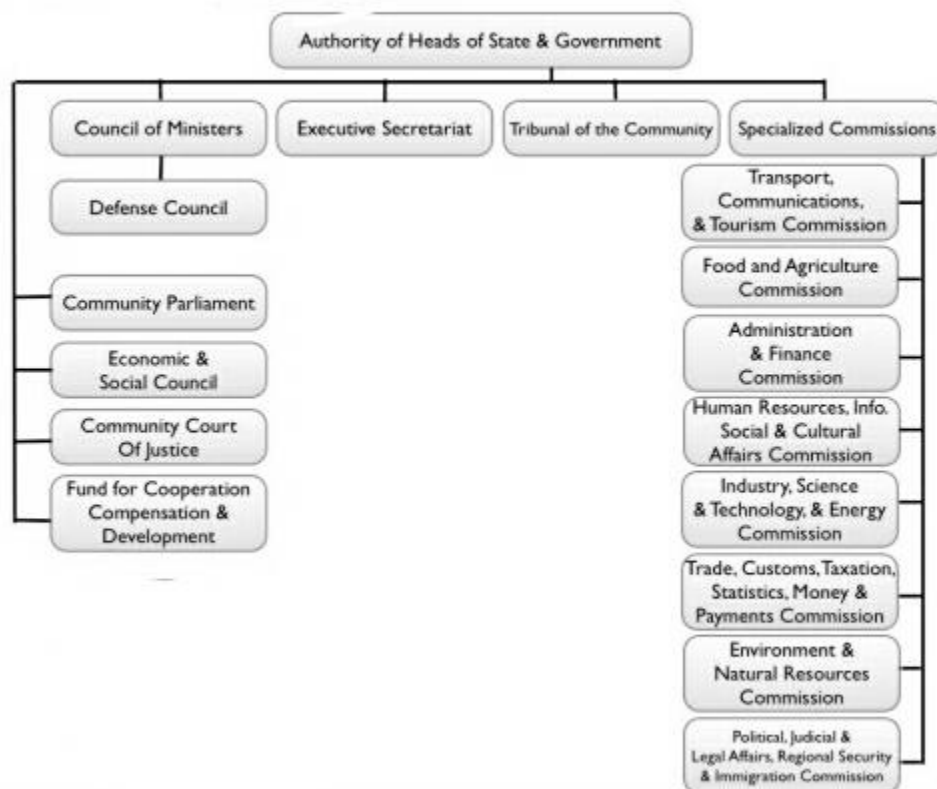 Authority of Heads of State & Government
Council of Ministers
Executive Secretariat
Tribunal of the Community
Specialized Commissions
Defense Council
Community Parliament
Economic &
Social Council
Community Court
Of Justice
Fund for Cooperation
Compensation &
Development
Transport,
Communications,
& Tourism Commission
Food and Agriculture
Commission
Administration
& Finance
Commission
Human Resources, Info.
Social & Cultural
Affairs Commission
Industry, Science
& Technology, & Energy
Commission
Trade, Customs, Taxation,
Statistics, Money &
Payments Commission
Environment &
Natural Resources
Commission
Political, Judicial &
Legal Affairs, Regional Security
& Immigration Commission